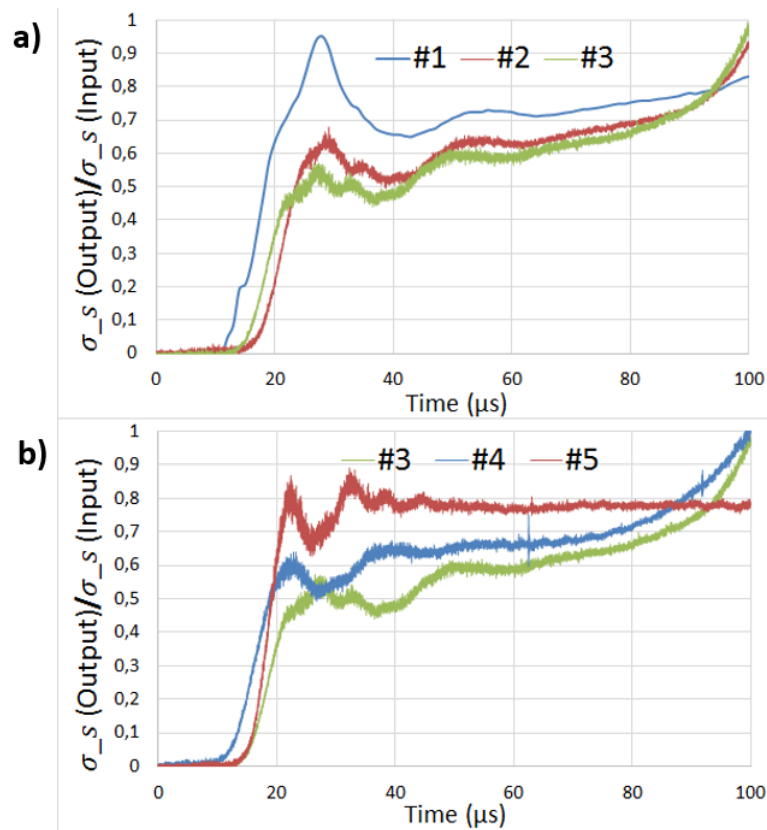 a)
σ_s (Output)/σ_s (Input)
1
0,9
0,8
0,7
0,6
0,5
0,4
0,3
0,2
0,1
0
#1 #2 #3
0 20 40 60 80 100
Time (µs)
b)
σ_s (Output)/σ_s (Input)
1
0,9
0,8
0,7
0,6
0,5
0,4
0,3
0,2
0,1
0
#3 #4 #5
0 20 40 60 80 100
Time (µs)